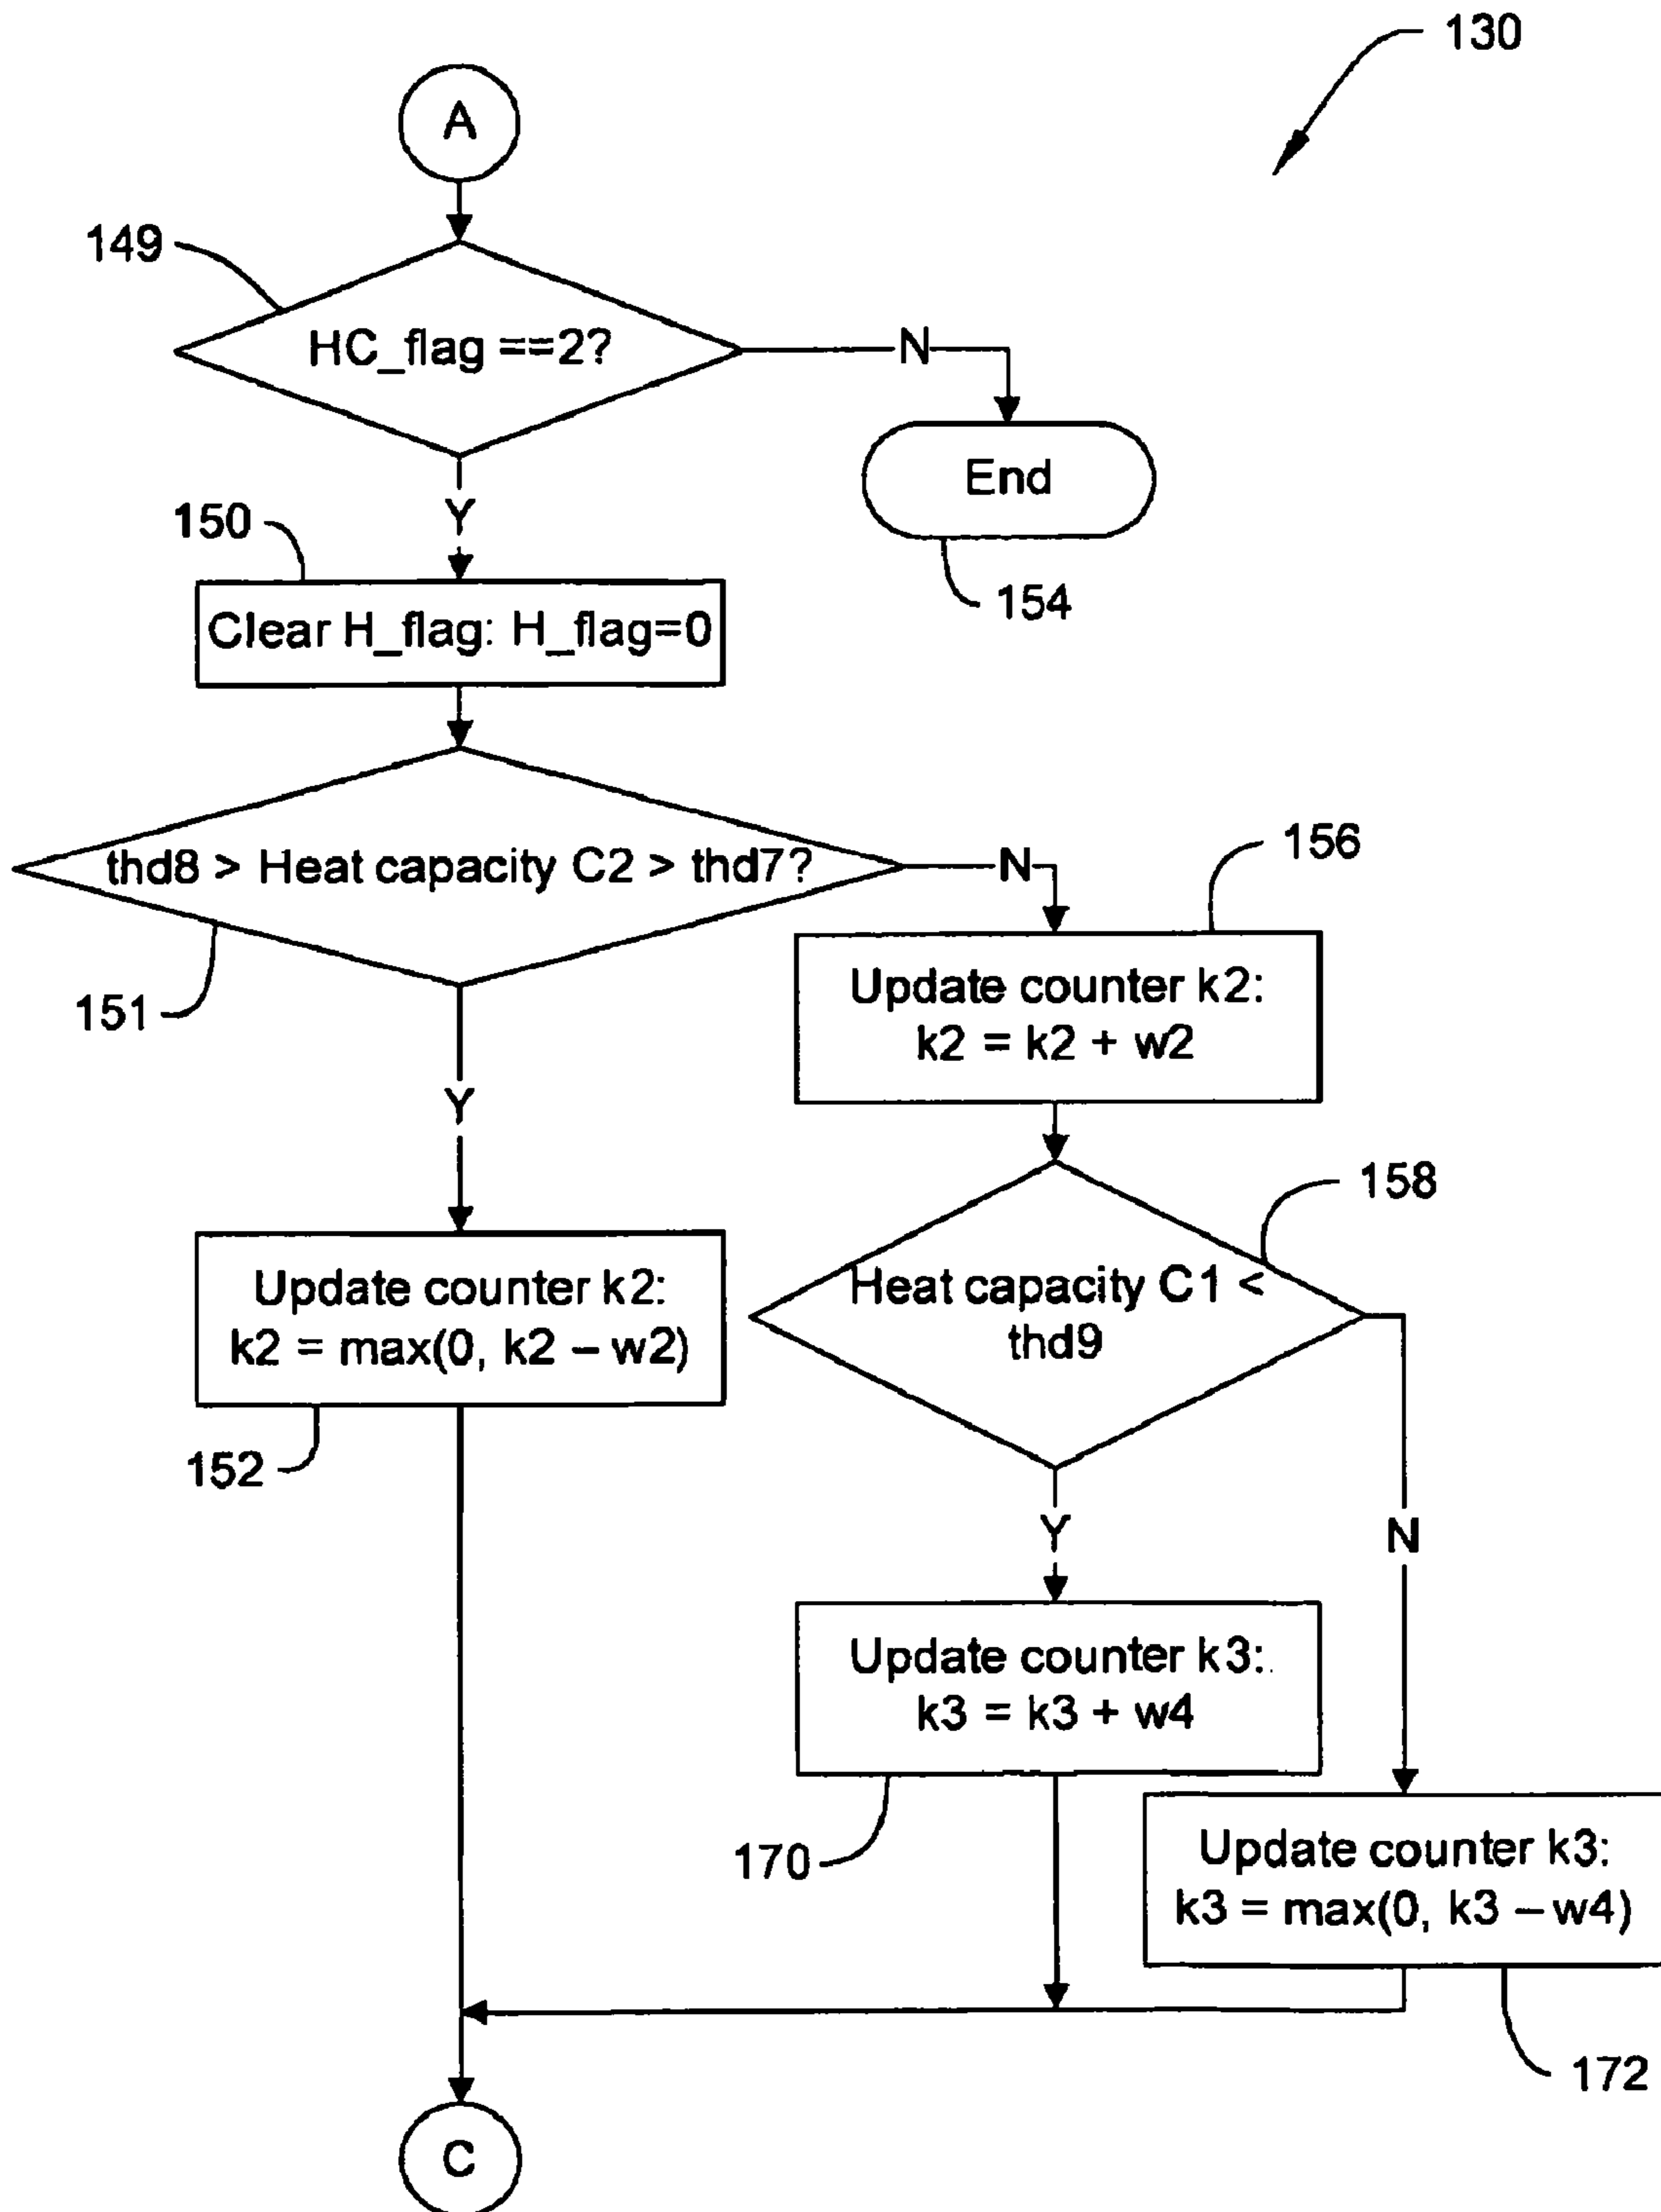 130
A
149
HC_flag ==2?
N
End
154
Y
150
Clear H_flag: H_flag=0
thd8 > Heat capacity C2 > thd7?
N
156
151
Update counter k2:
k2 = k2 + w2
Y
158
Heat capacity C1 <
thd9
Update counter k2:
k2 = max(0, k2 – w2)
152
Y
N
Update counter k3:
k3 = k3 + w4
170
Update counter k3:
k3 = max(0, k3 – w4)
172
C